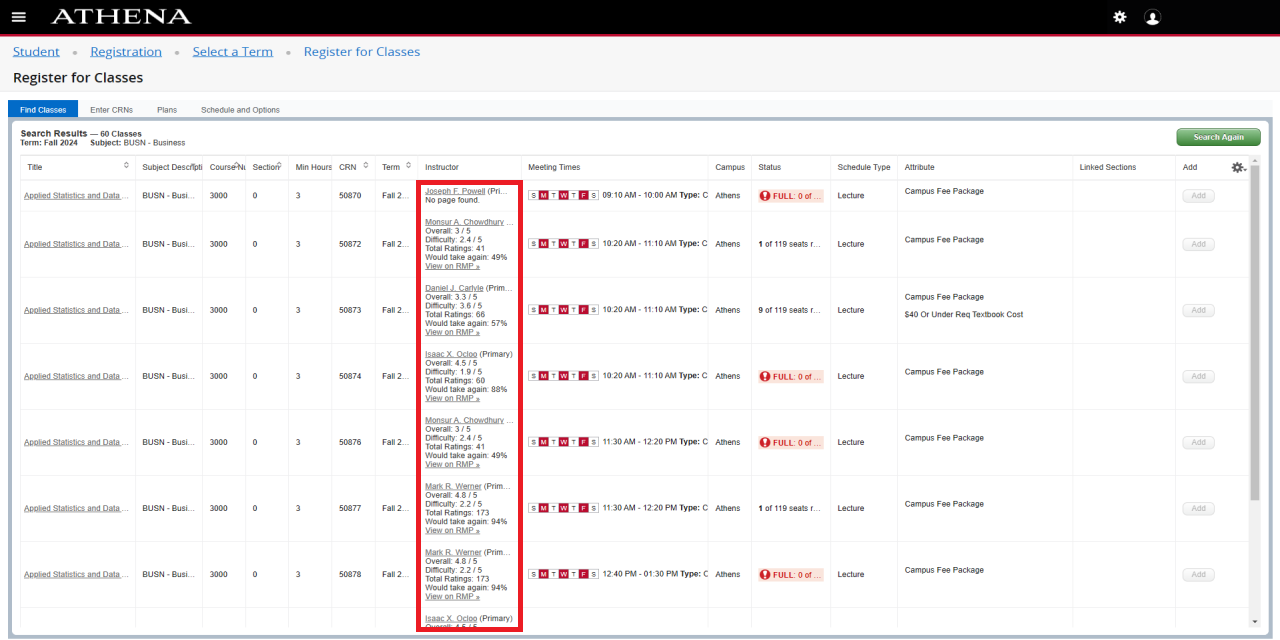 ATHENA
Student • Registration • Select a Term • Register for Classes
Register for Classes
Find Classes Enter CRNs Plans Schedule and Options
Search Results — 60 Classes
Term: Fall 2024 Subject: BUSN - Business
Search Again
Title Subject Descripti Course Nu Section Min Hours CRN Term Instructor Meeting Times Campus Status Schedule Type Attribute Linked Sections Add
Applied Statistics and Data ... BUSN - Busi... 3000 0 3 50870 Fall 2... Joseph F. Powell (Pri... S M T W T F S 09:10 AM - 10:00 AM Type: C Athens FULL: 0 of ... Lecture Campus Fee Package Add
No page found.
Applied Statistics and Data ... BUSN - Busi... 3000 0 3 50872 Fall 2... Monsur A. Chowdhury ... S M T W T F S 10:20 AM - 11:10 AM Type: C Athens 1 of 119 seats r... Lecture Campus Fee Package Add
Overall: 3 / 5
Difficulty: 2.4 / 5
Total Ratings: 41
Would take again: 49%
View on RMP »
Applied Statistics and Data ... BUSN - Busi... 3000 0 3 50873 Fall 2... Daniel J. Carlyle (Prim... S M T W T F S 10:20 AM - 11:10 AM Type: C Athens 9 of 119 seats r... Lecture Campus Fee Package Add
Overall: 3.3 / 5
Difficulty: 3.6 / 5
$40 Or Under Req Textbook Cost
Total Ratings: 66
Would take again: 57%
View on RMP »
Applied Statistics and Data ... BUSN - Busi... 3000 0 3 50874 Fall 2... Isaac X. Ocloo (Primary) S M T W T F S 10:20 AM - 11:10 AM Type: C Athens FULL: 0 of ... Lecture Campus Fee Package Add
Overall: 4.5 / 5
Difficulty: 1.9 / 5
Total Ratings: 60
Would take again: 88%
View on RMP »
Applied Statistics and Data ... BUSN - Busi... 3000 0 3 50876 Fall 2... Monsur A. Chowdhury ... S M T W T F S 11:30 AM - 12:20 PM Type: C Athens FULL: 0 of ... Lecture Campus Fee Package Add
Overall: 3 / 5
Difficulty: 2.4 / 5
Total Ratings: 41
Would take again: 49%
View on RMP »
Applied Statistics and Data ... BUSN - Busi... 3000 0 3 50877 Fall 2... Mark R. Werner (Prim... S M T W T F S 11:30 AM - 12:20 PM Type: C Athens 1 of 119 seats r... Lecture Campus Fee Package Add
Overall: 4.8 / 5
Difficulty: 2.2 / 5
Total Ratings: 173
Would take again: 94%
View on RMP »
Applied Statistics and Data ... BUSN - Busi... 3000 0 3 50878 Fall 2... Mark R. Werner (Prim... S M T W T F S 12:40 PM - 01:30 PM Type: C Athens FULL: 0 of ... Lecture Campus Fee Package Add
Overall: 4.8 / 5
Difficulty: 2.2 / 5
Total Ratings: 173
Would take again: 94%
View on RMP »
Isaac X. Ocloo (Primary)
Overall: 4.5 / 5